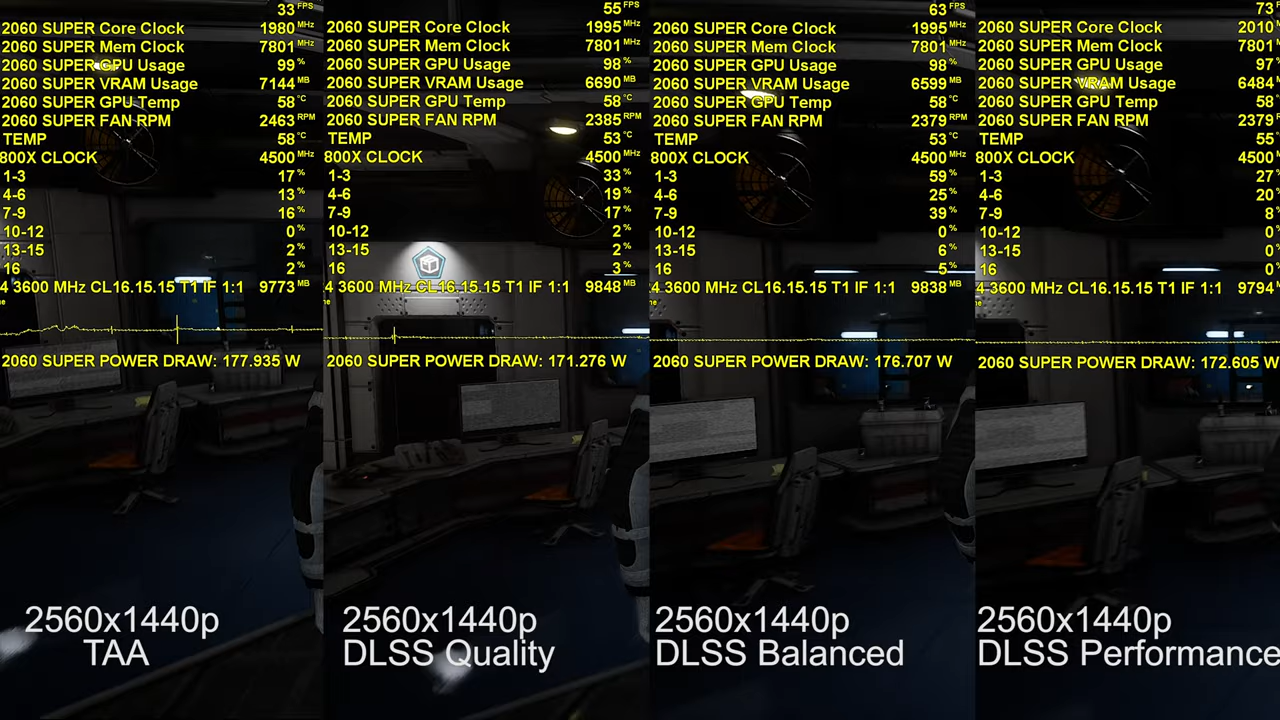 33 FPS
2060 SUPER Core Clock 1980 MHz
2060 SUPER Mem Clock 7801 MHz
2060 SUPER GPU Usage 99 %
2060 SUPER VRAM Usage 7144 MB
2060 SUPER GPU Temp 58 °C
2060 SUPER FAN RPM 2463 RPM
TEMP 58 °C
800X CLOCK 4500 MHz
1-3 17 %
4-6 13 %
7-9 16 %
10-12 0 %
13-15 2 %
16 2 %
4 3600 MHz CL16.15.15 T1 IF 1:1 9773 MB
2060 SUPER POWER DRAW: 177.935 W
2560x1440p
TAA
55 FPS
2060 SUPER Core Clock 1995 MHz
2060 SUPER Mem Clock 7801 MHz
2060 SUPER GPU Usage 98 %
2060 SUPER VRAM Usage 6690 MB
2060 SUPER GPU Temp 58 °C
2060 SUPER FAN RPM 2385 RPM
TEMP 53 °C
800X CLOCK 4500 MHz
1-3 33 %
4-6 19 %
7-9 17 %
10-12 2 %
13-15 2 %
16 3 %
4 3600 MHz CL16.15.15 T1 IF 1:1 9848 MB
2060 SUPER POWER DRAW: 171.276 W
2560x1440p
DLSS Quality
63 FPS
2060 SUPER Core Clock 1995 MHz
2060 SUPER Mem Clock 7801 MHz
2060 SUPER GPU Usage 98 %
2060 SUPER VRAM Usage 6599 MB
2060 SUPER GPU Temp 58 °C
2060 SUPER FAN RPM 2379 RPM
TEMP 53 °C
800X CLOCK 4500 MHz
1-3 59 %
4-6 25 %
7-9 39 %
10-12 0 %
13-15 6 %
16 5 %
4 3600 MHz CL16.15.15 T1 IF 1:1 9838 MB
2060 SUPER POWER DRAW: 176.707 W
2560x1440p
DLSS Balanced
73 F
2060 SUPER Core Clock 2010 M
2060 SUPER Mem Clock 7801 M
2060 SUPER GPU Usage 97 %
2060 SUPER VRAM Usage 6484 M
2060 SUPER GPU Temp 58 °
2060 SUPER FAN RPM 2379 R
TEMP 55 °
800X CLOCK 4500 M
1-3 27 %
4-6 20 %
7-9 8 %
10-12 0 %
13-15 0 %
16 0 %
4 3600 MHz CL16.15.15 T1 IF 1:1 9794 M
2060 SUPER POWER DRAW: 172.605 W
2560x1440p
DLSS Performance